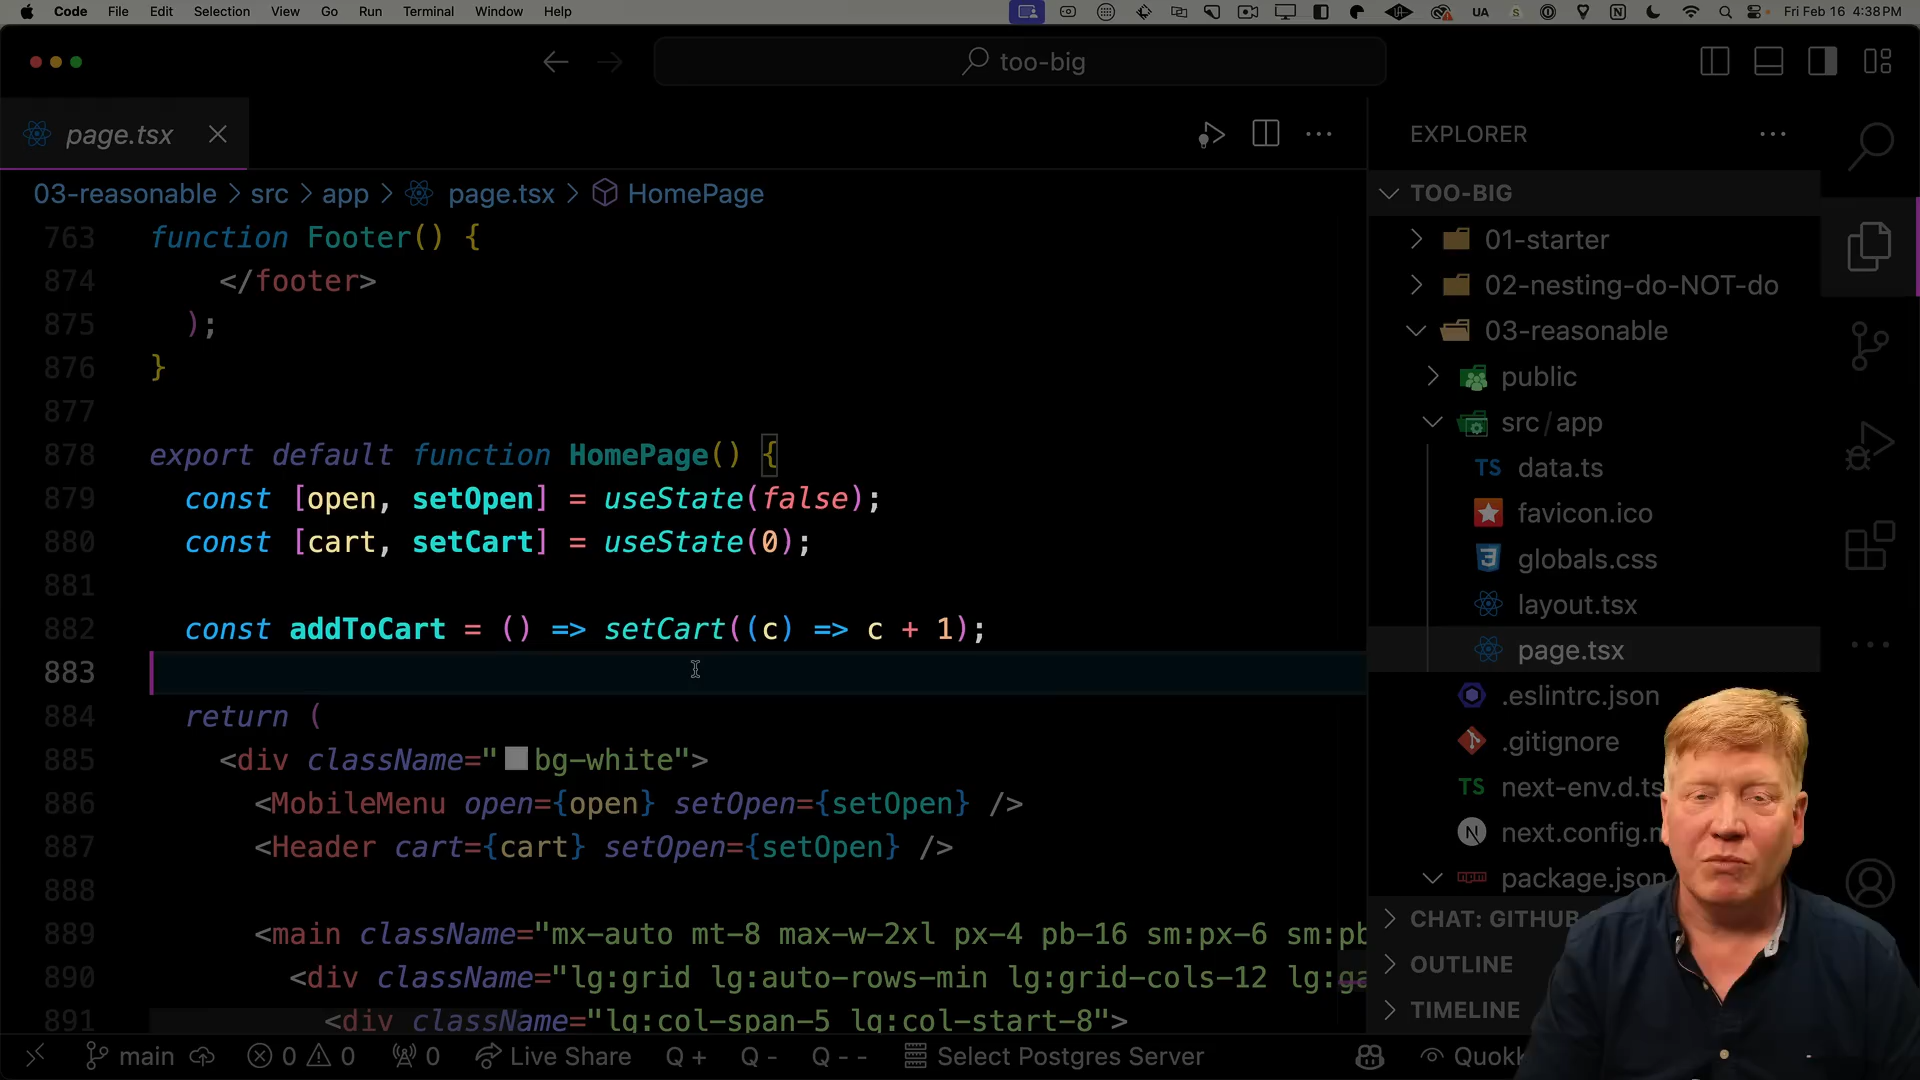 Code File Edit Selection View Go Run Terminal Window Help
UA
Fri Feb 16 4:38 PM
too-big
page.tsx
03-reasonable > src > app > page.tsx > HomePage
763 function Footer() {
874 </footer>
875 );
876 }
877
878 export default function HomePage() {
879 const [open, setOpen] = useState(false);
880 const [cart, setCart] = useState(0);
881
882 const addToCart = () => setCart((c) => c + 1);
883
884 return (
885 <div className="bg-white">
886 <MobileMenu open={open} setOpen={setOpen} />
887 <Header cart={cart} setOpen={setOpen} />
888
889 <main className="mx-auto mt-8 max-w-2xl px-4 pb-16 sm:px-6 sm:pb
890 <div className="lg:grid lg:auto-rows-min lg:grid-cols-12 lg:ga
891 <div className="lg:col-span-5 lg:col-start-8">
EXPLORER
TOO-BIG
01-starter
02-nesting-do-NOT-do
03-reasonable
public
src/app
TS data.ts
favicon.ico
globals.css
layout.tsx
page.tsx
.eslintrc.json
.gitignore
TS next-env.d.ts
N next.config.
package.json
CHAT: GITHUB
OUTLINE
TIMELINE
main 0 0 0 Live Share Q + Q - Q -- Select Postgres Server Quokk